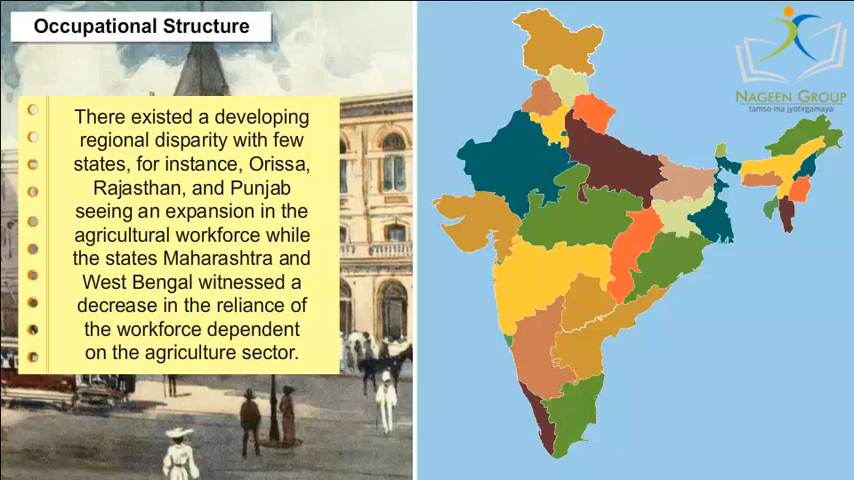 Occupational Structure
There existed a developing
regional disparity with few
states, for instance, Orissa,
Rajasthan, and Punjab
seeing an expansion in the
agricultural workforce while
the states Maharashtra and
West Bengal witnessed a
decrease in the reliance of
the workforce dependent
on the agriculture sector.
NAGEEN GROUP
tamso ma jyotirgamaya